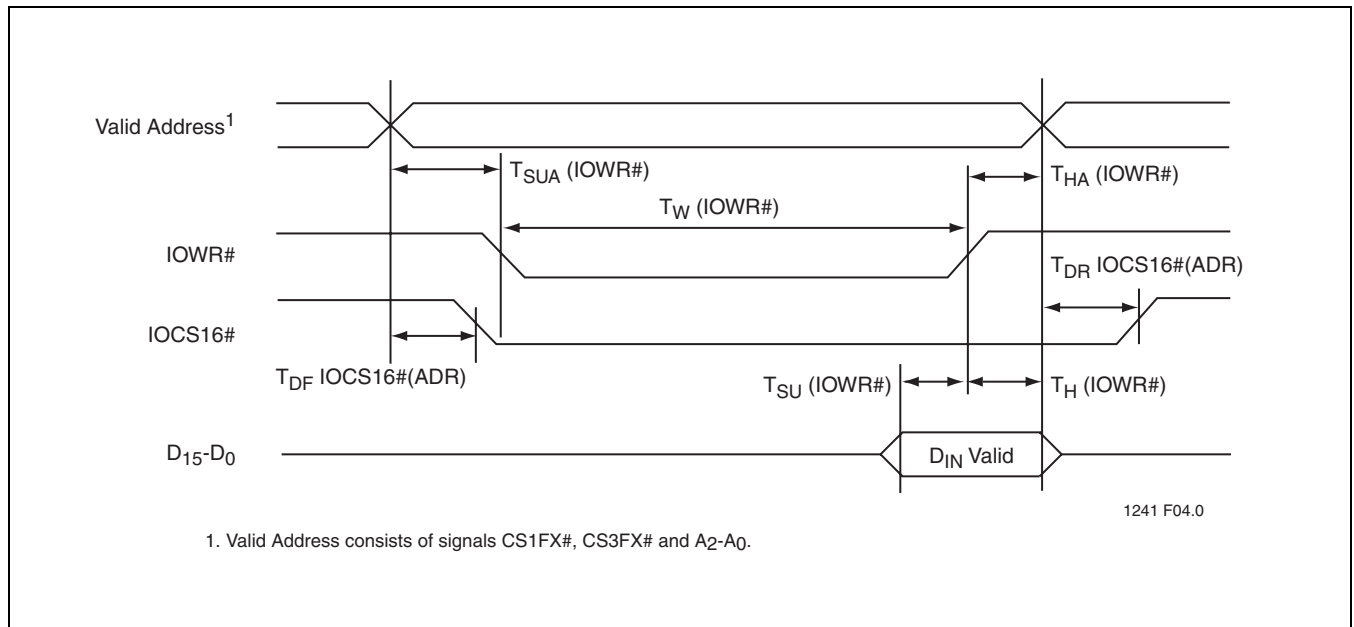 Valid Address1
TSUA (IOWR#)
THA (IOWR#)
TW (IOWR#)
IOWR#
TDR IOCS16#(ADR)
IOCS16#
TDF IOCS16#(ADR)
TSU (IOWR#)
TH (IOWR#)
D15-D0
DIN Valid
1241 F04.0
1. Valid Address consists of signals CS1FX#, CS3FX# and A2-A0.